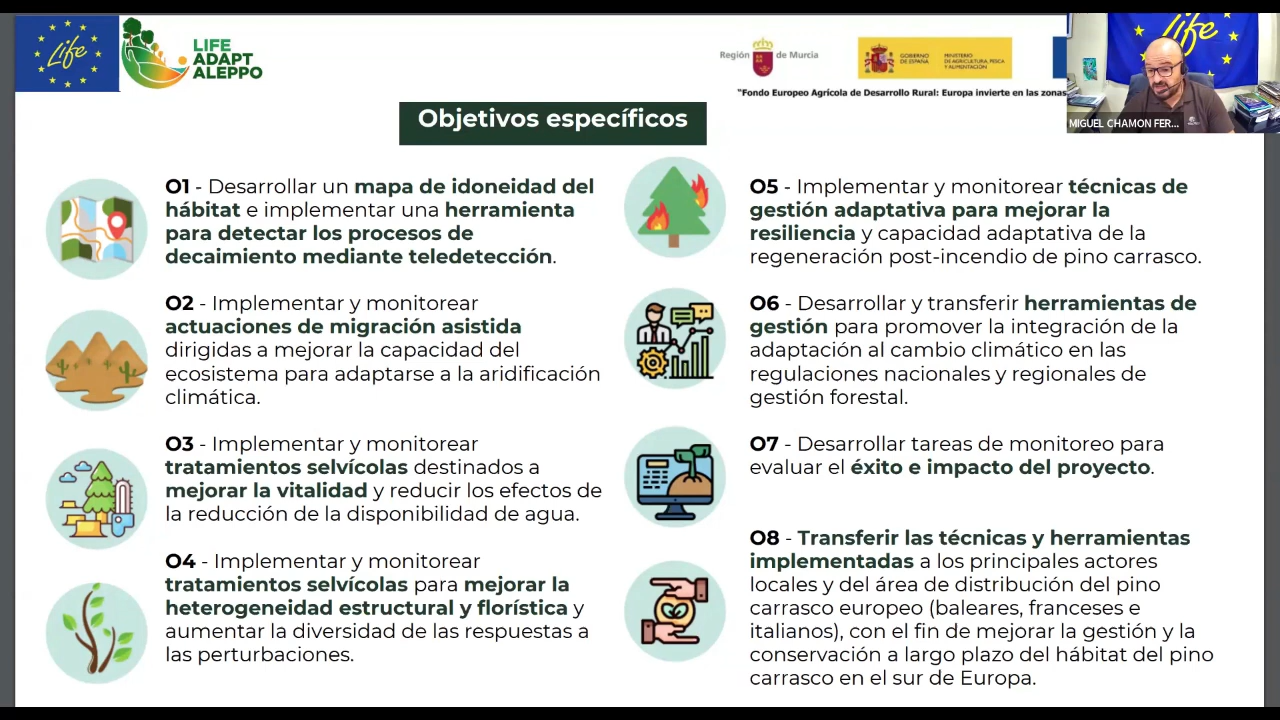 life
LIFE
ADAPT
ALEPPO
Región de Murcia
GOBIERNO
DE ESPAÑA
MINISTERIO
DE AGRICULTURA, PESCA
Y ALIMENTACIÓN
"Fondo Europeo Agrícola de Desarrollo Rural: Europa invierte en las zonas
life
MIGUEL CHAMON FER...
Objetivos específicos
O1 - Desarrollar un mapa de idoneidad del
hábitat e implementar una herramienta
para detectar los procesos de
decaimiento mediante teledetección.
O2 - Implementar y monitorear
actuaciones de migración asistida
dirigidas a mejorar la capacidad del
ecosistema para adaptarse a la aridificación
climática.
O3 - Implementar y monitorear
tratamientos selvícolas destinados a
mejorar la vitalidad y reducir los efectos de
la reducción de la disponibilidad de agua.
O4 - Implementar y monitorear
tratamientos selvícolas para mejorar la
heterogeneidad estructural y florística y
aumentar la diversidad de las respuestas a
las perturbaciones.
O5 - Implementar y monitorear técnicas de
gestión adaptativa para mejorar la
resiliencia y capacidad adaptativa de la
regeneración post-incendio de pino carrasco.
O6 - Desarrollar y transferir herramientas de
gestión para promover la integración de la
adaptación al cambio climático en las
regulaciones nacionales y regionales de
gestión forestal.
O7 - Desarrollar tareas de monitoreo para
evaluar el éxito e impacto del proyecto.
O8 - Transferir las técnicas y herramientas
implementadas a los principales actores
locales y del área de distribución del pino
carrasco europeo (baleares, franceses e
italianos), con el fin de mejorar la gestión y la
conservación a largo plazo del hábitat del pino
carrasco en el sur de Europa.